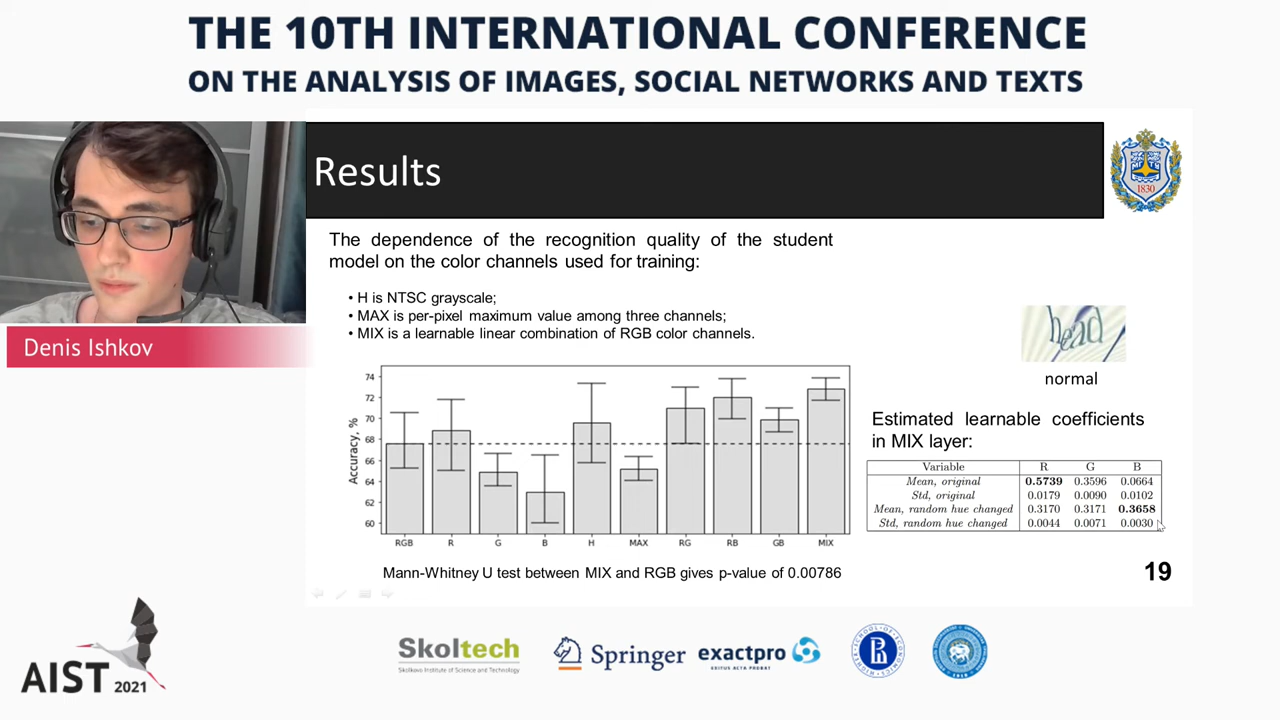 THE 10TH INTERNATIONAL CONFERENCE
ON THE ANALYSIS OF IMAGES, SOCIAL NETWORKS AND TEXTS
Results
1830
Denis Ishkov
The dependence of the recognition quality of the student
model on the color channels used for training:
• H is NTSC grayscale;
• MAX is per-pixel maximum value among three channels;
• MIX is a learnable linear combination of RGB color channels.
head
normal
Accuracy, %
74
72
70
68
66
64
62
60
RGB R G B H MAX RG RB GB MIX
Mann-Whitney U test between MIX and RGB gives p-value of 0.00786
Estimated learnable coefficients
in MIX layer:
Variable R G B
Mean, original 0.5739 0.3596 0.0664
Std, original 0.0179 0.0090 0.0102
Mean, random hue changed 0.3170 0.3171 0.3658
Std, random hue changed 0.0044 0.0071 0.0030
19
AIST 2021
Skoltech
Skolkovo Institute of Science and Technology
Springer
exactpro
EXITUS ACTA PROBAT